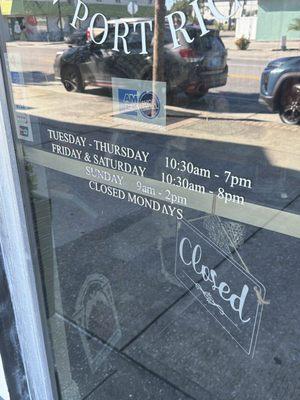 PORT RI
TUESDAY - THURSDAY 10:30am - 7pm
FRIDAY & SATURDAY 10:30am - 8pm
SUNDAY 9am - 2pm
CLOSED MONDAYS
Closed